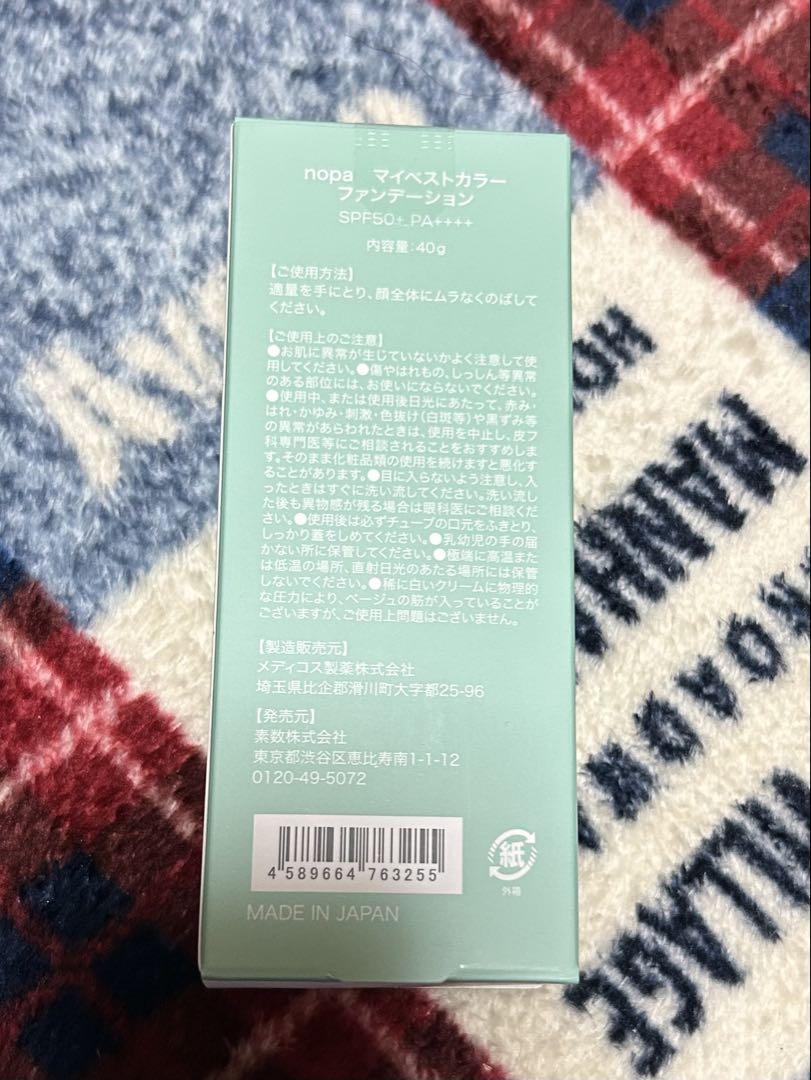 nopa マイベストカラー
ファンデーション
SPF50+ PA++++
内容量:40g
【ご使用方法】
適量を手にとり、顔全体にムラなくのばして
ください。
【ご使用上のご注意】
●お肌に異常が生じていないかよく注意して使
用してください。●傷やはれもの、しっしん等異常
のある部位には、お使いにならないでください。
●使用中、または使用後日光にあたって、赤み・
はれ・かゆみ・刺激・色抜け(白斑等)や黒ずみ等
の異常があらわれたときは、使用を中止し、皮フ
科専門医等にご相談されることをおすすめしま
す。そのまま化粧品類の使用を続けますと悪化す
ることがあります。●目に入らないよう注意し、入
ったときはすぐに洗い流してください。洗い流し
た後も異物感が残る場合は眼科医にご相談くだ
さい。●使用後は必ずチューブの口元をふきとり、
しっかり蓋をしめてください。●乳幼児の手の届
かない所に保管してください。●極端に高温また
は低温の場所、直射日光のあたる場所には保管
しないでください。●稀に白いクリームに物理的
な圧力により、ベージュの筋が入っていることが
ございますが、ご使用上問題はございません。
【製造販売元】
メディコス製薬株式会社
埼玉県比企郡滑川町大字都25-96
【発売元】
素数株式会社
東京都渋谷区恵比寿南1-1-12
0120-49-5072
4 589664 763255
紙
外箱
MADE IN JAPAN
MANH
ROADW
VILLAGE